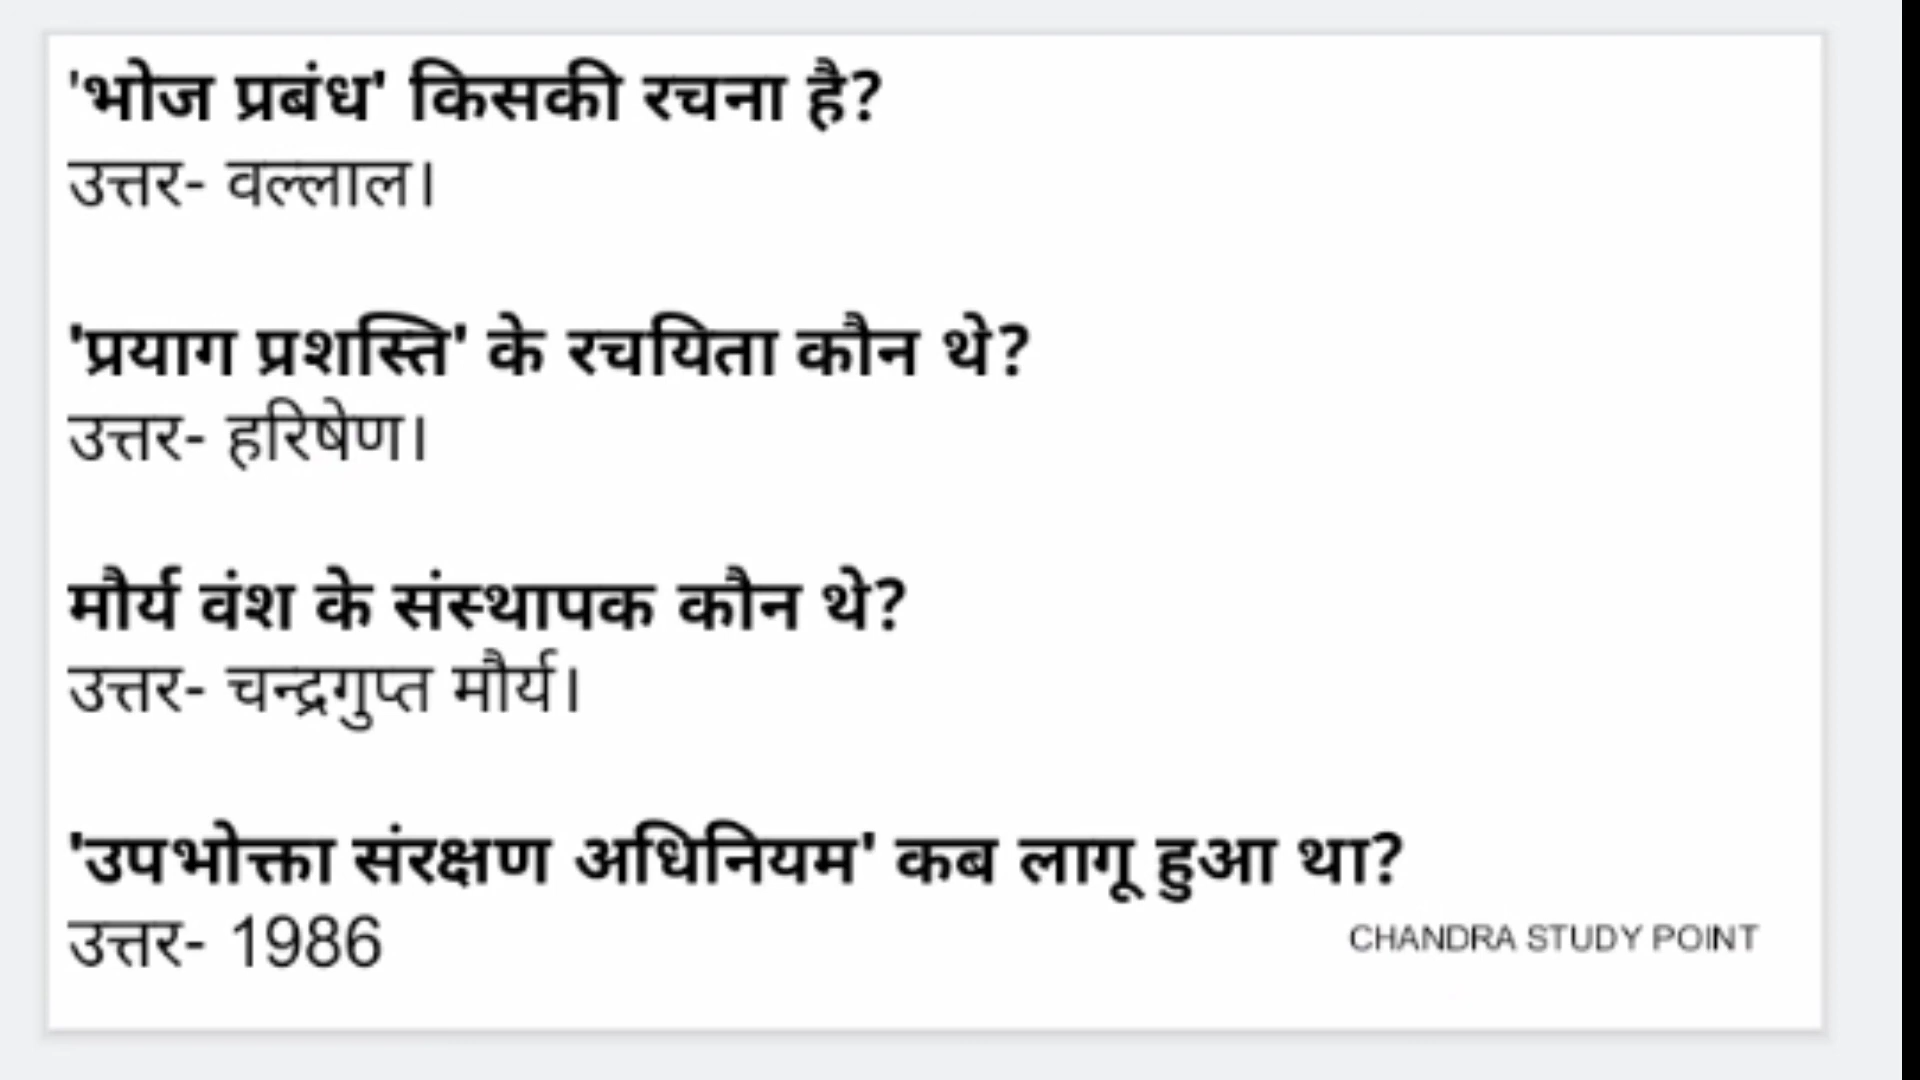 'भोज प्रबंध' किसकी रचना है?
उत्तर- वल्लाल।
'प्रयाग प्रशस्ति' के रचयिता कौन थे?
उत्तर- हरिषेण।
मौर्य वंश के संस्थापक कौन थे?
उत्तर- चन्द्रगुप्त मौर्य।
'उपभोक्ता संरक्षण अधिनियम' कब लागू हुआ था?
उत्तर- 1986
CHANDRA STUDY POINT